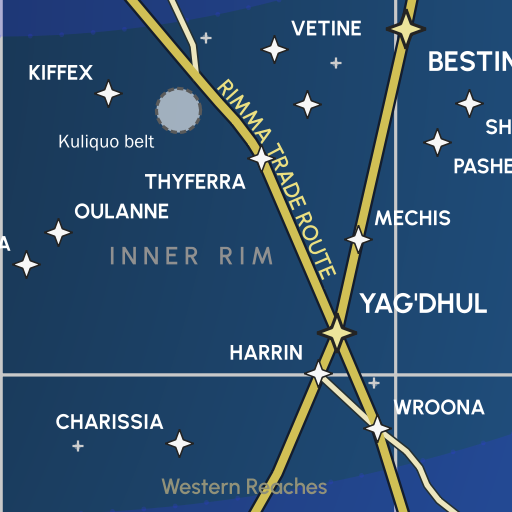 VETINE
BESTIN
KIFFEX
RIMMA TRADE ROUTE
SH
Kuliquo belt
PASHE
THYFERRA
OULANNE
MECHIS
A
INNER RIM
YAG'DHUL
HARRIN
WROONA
CHARISSIA
Western Reaches